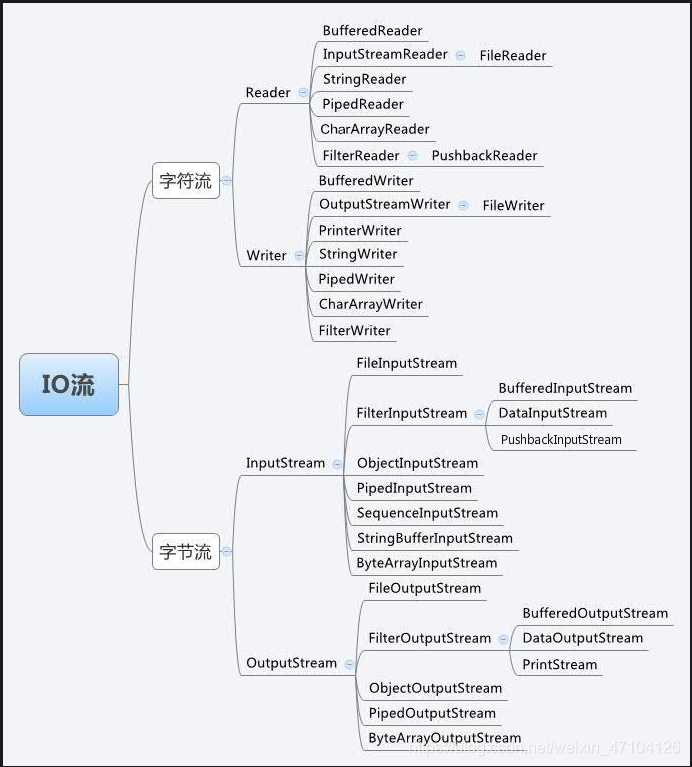 IO流
字符流
Reader
BufferedReader
InputStreamReader
FileReader
StringReader
PipedReader
CharArrayReader
FilterReader
PushbackReader
Writer
BufferedWriter
OutputStreamWriter
FileWriter
PrinterWriter
StringWriter
PipedWriter
CharArrayWriter
FilterWriter
字节流
InputStream
FileInputStream
FilterInputStream
BufferedInputStream
DataInputStream
PushbackInputStream
ObjectInputStream
PipedInputStream
SequenceInputStream
StringBufferInputStream
ByteArrayInputStream
OutputStream
FileOutputStream
FilterOutputStream
BufferedOutputStream
DataOutputStream
PrintStream
ObjectOutputStream
PipedOutputStream
ByteArrayOutputStream
https://blog.csdn.net/weixin_47104126